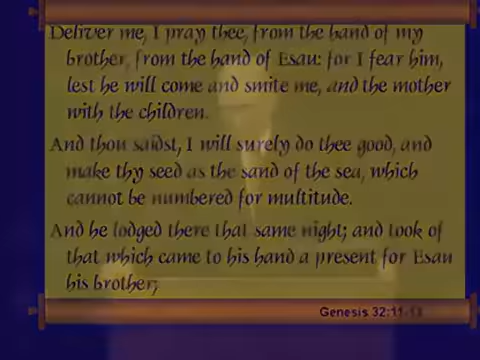 Deliver me, I pray thee, from the hand of my
brother, from the hand of Esau: for I fear him,
lest he will come and smite me, and the mother
with the children.
And thou saidst, I will surely do thee good, and
make thy seed as the sand of the sea, which
cannot be numbered for multitude.
And he lodged there that same night; and took of
that which came to his hand a present for Esau
his brother;
Genesis 32:11-13